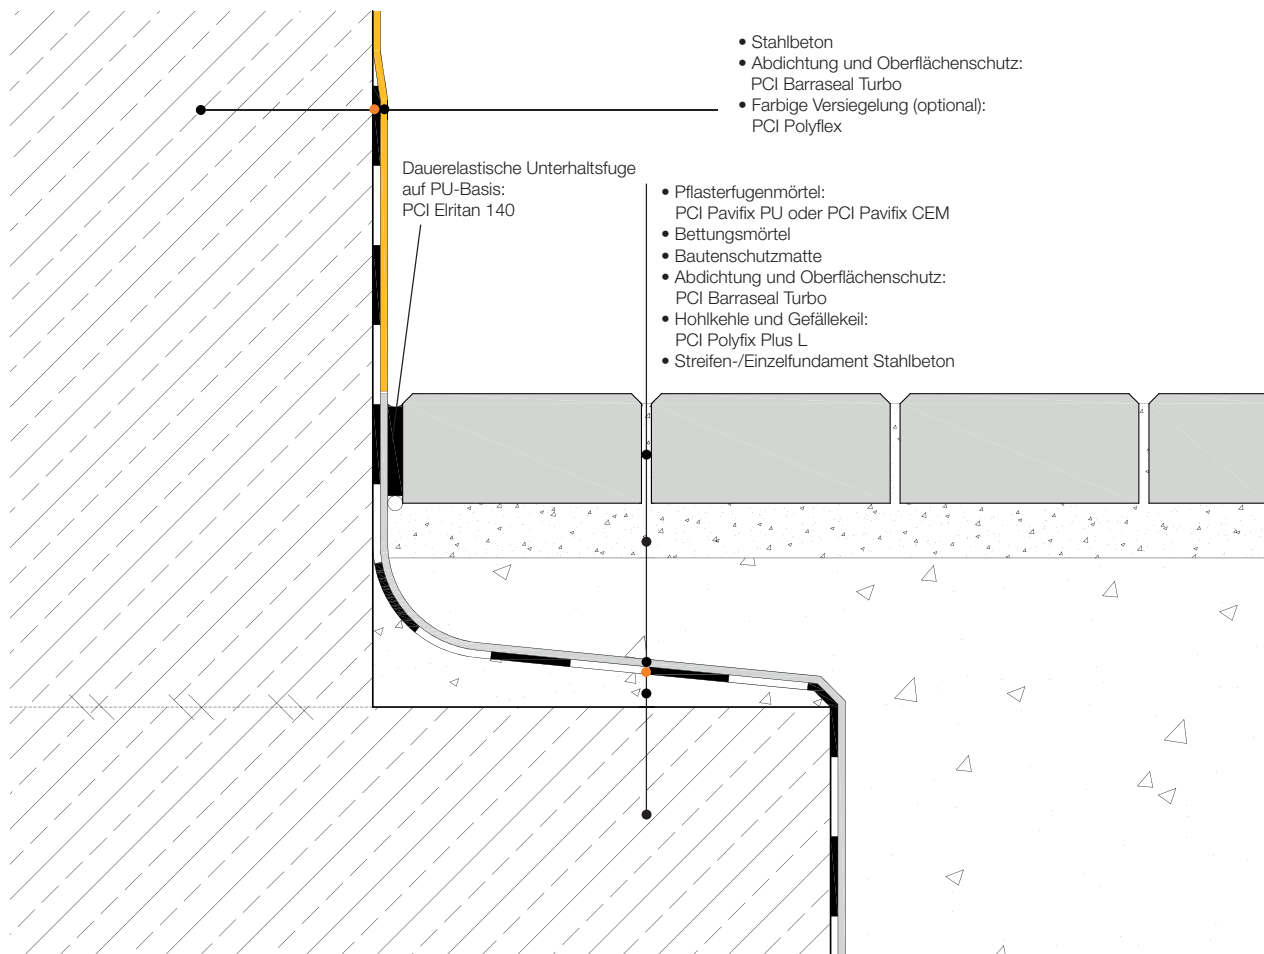 • Stahlbeton
• Abdichtung und Oberflächenschutz:
PCI Barraseal Turbo
• Farbige Versiegelung (optional):
PCI Polyflex
Dauerelastische Unterhaltsfuge
auf PU-Basis:
PCI Elritan 140
• Pflasterfugenmörtel:
PCI Pavifix PU oder PCI Pavifix CEM
• Bettungsmörtel
• Bautenschutzmatte
• Abdichtung und Oberflächenschutz:
PCI Barraseal Turbo
• Hohlkehle und Gefällekeil:
PCI Polyfix Plus L
• Streifen-/Einzelfundament Stahlbeton